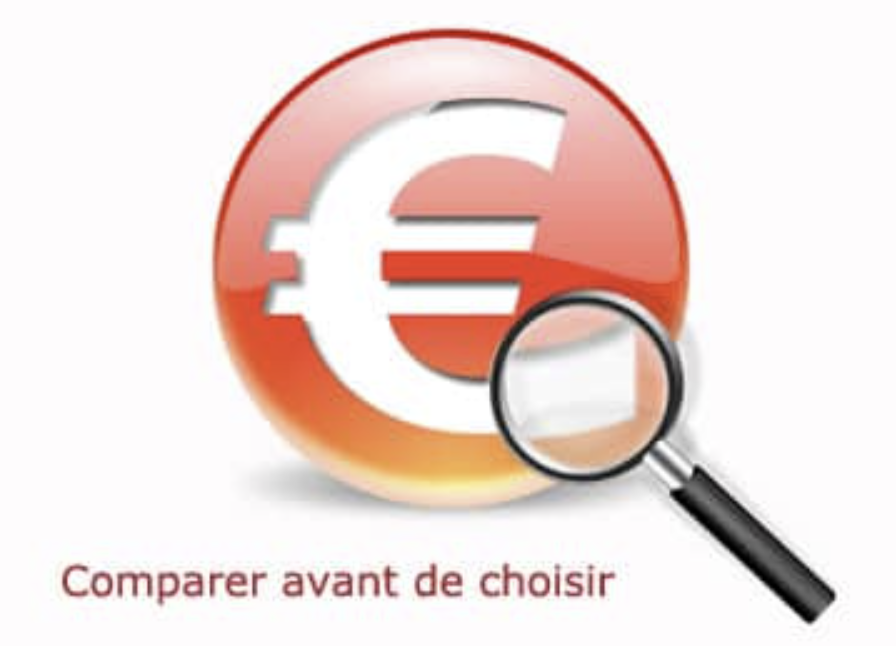 €
Comparer avant de choisir